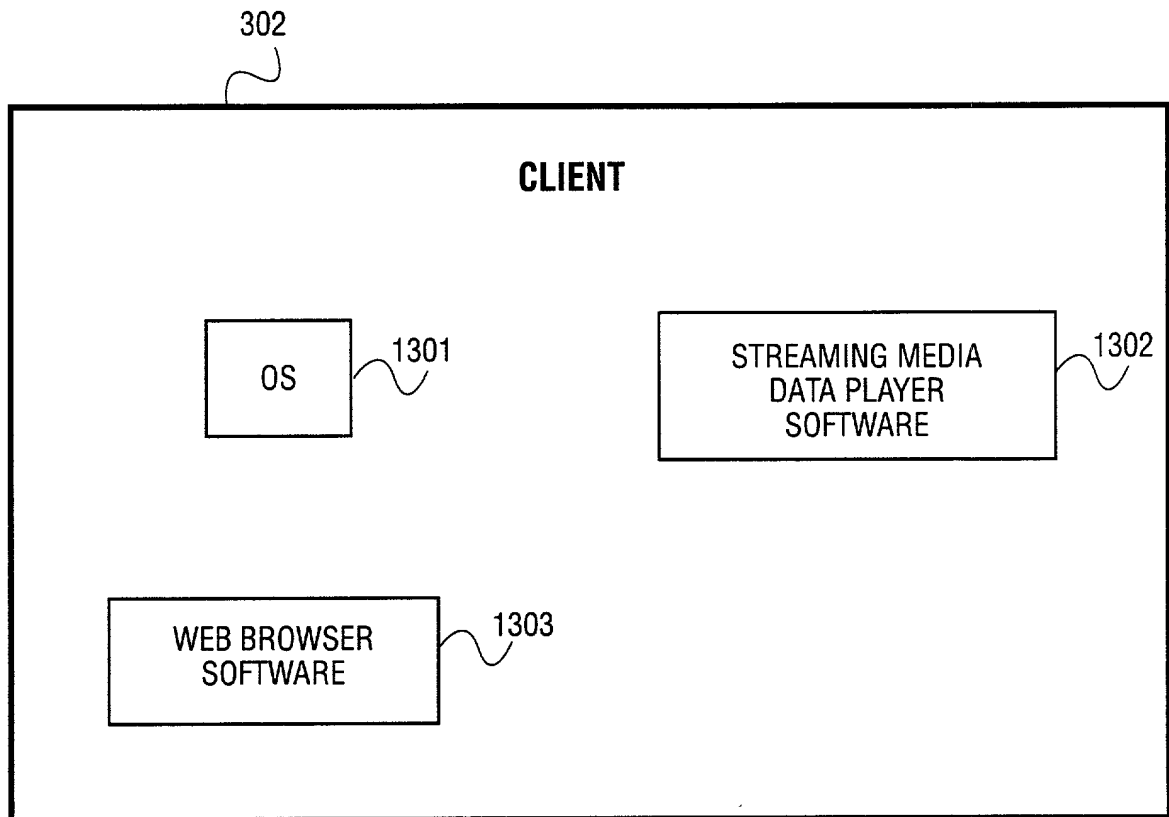 302
CLIENT
OS
1301
STREAMING MEDIA
DATA PLAYER
SOFTWARE
1302
WEB BROWSER
SOFTWARE
1303